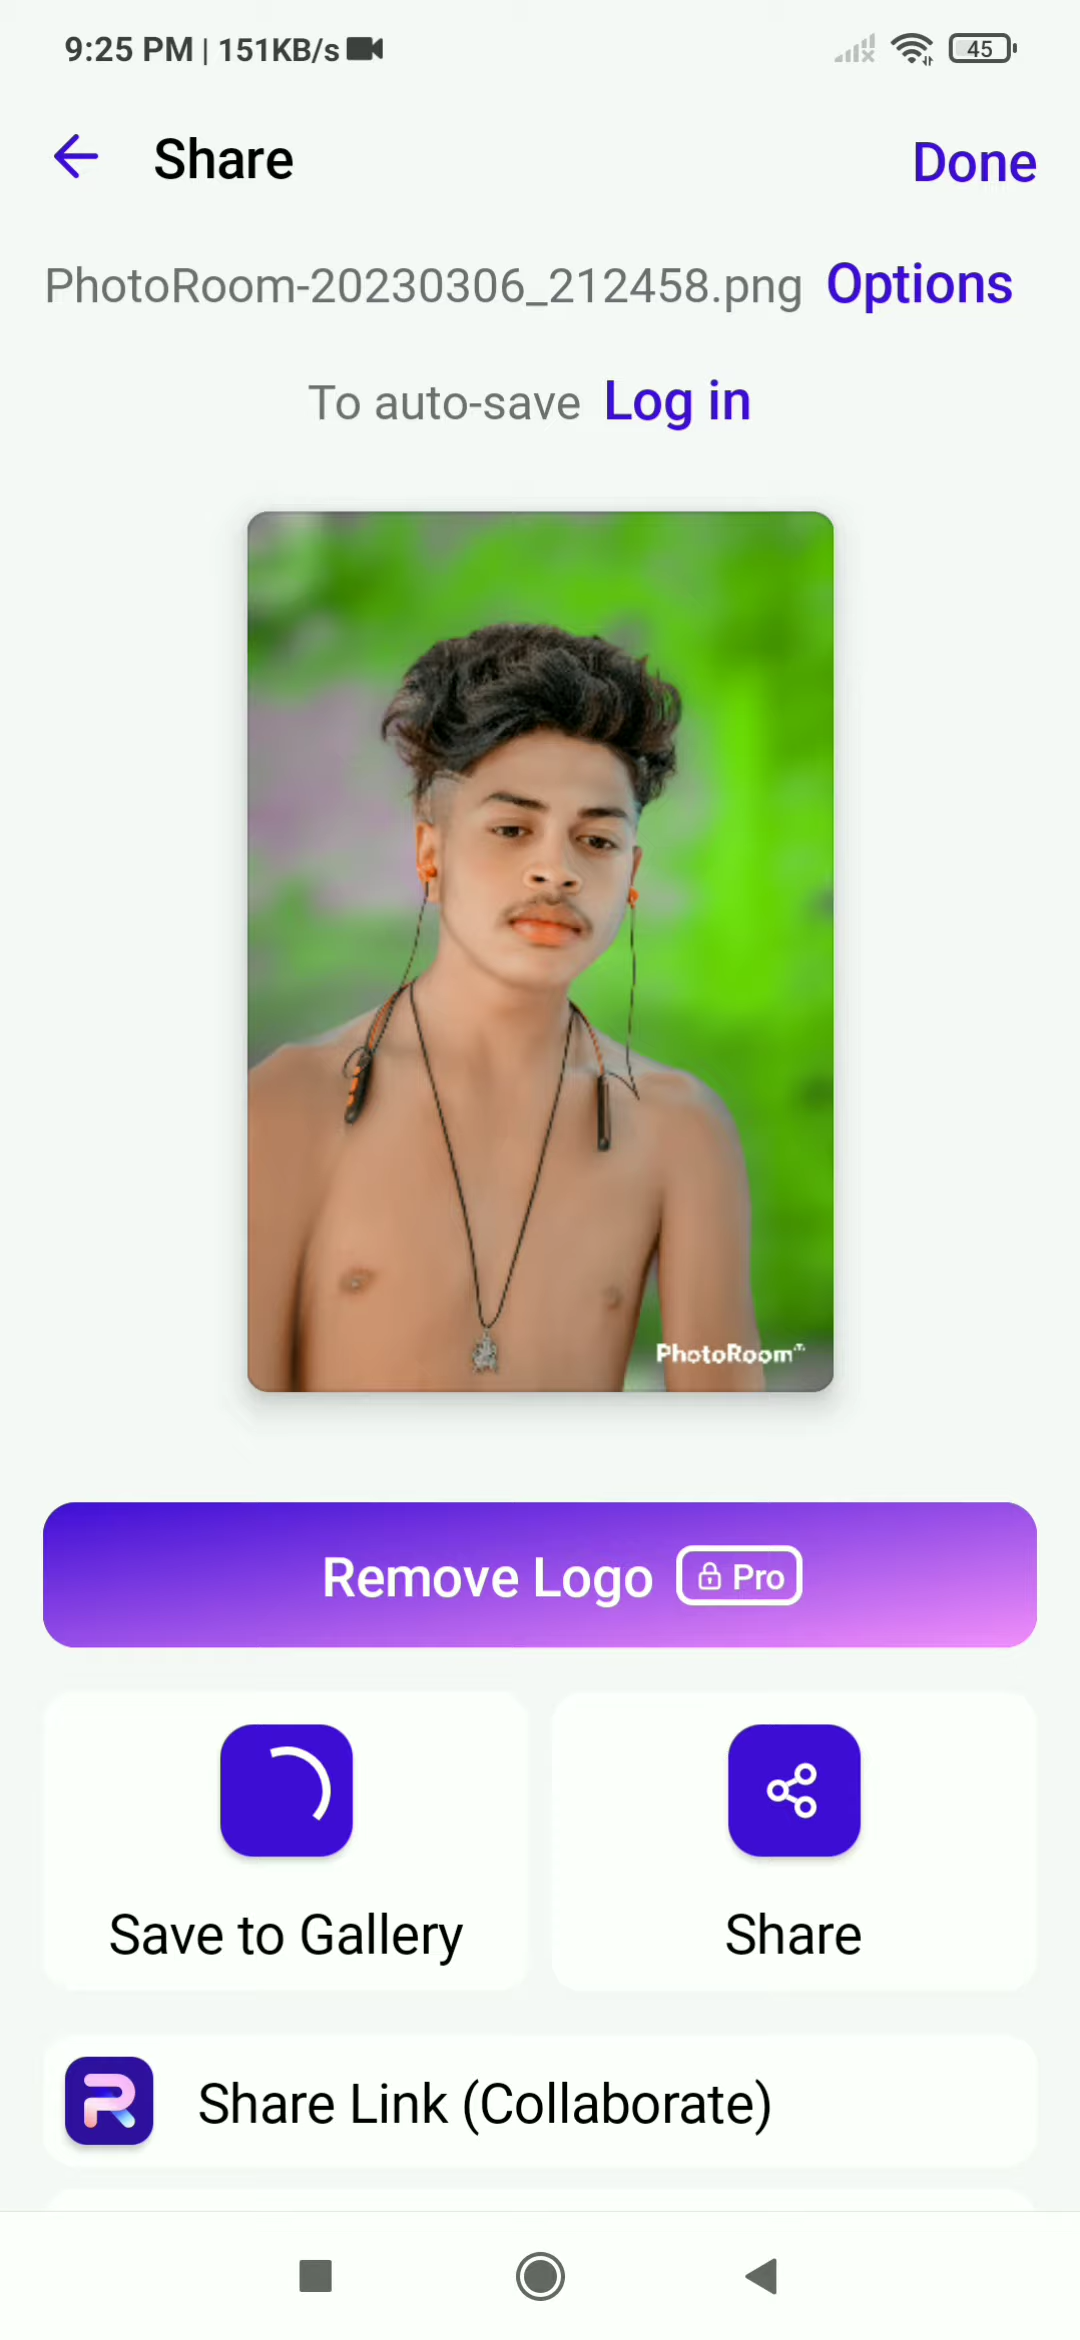 9:25 PM | 151KB/s 45
Share Done
PhotoRoom-20230306_212458.png Options
To auto-save Log in
PhotoRoom
Remove Logo Pro
Save to Gallery Share
Share Link (Collaborate)